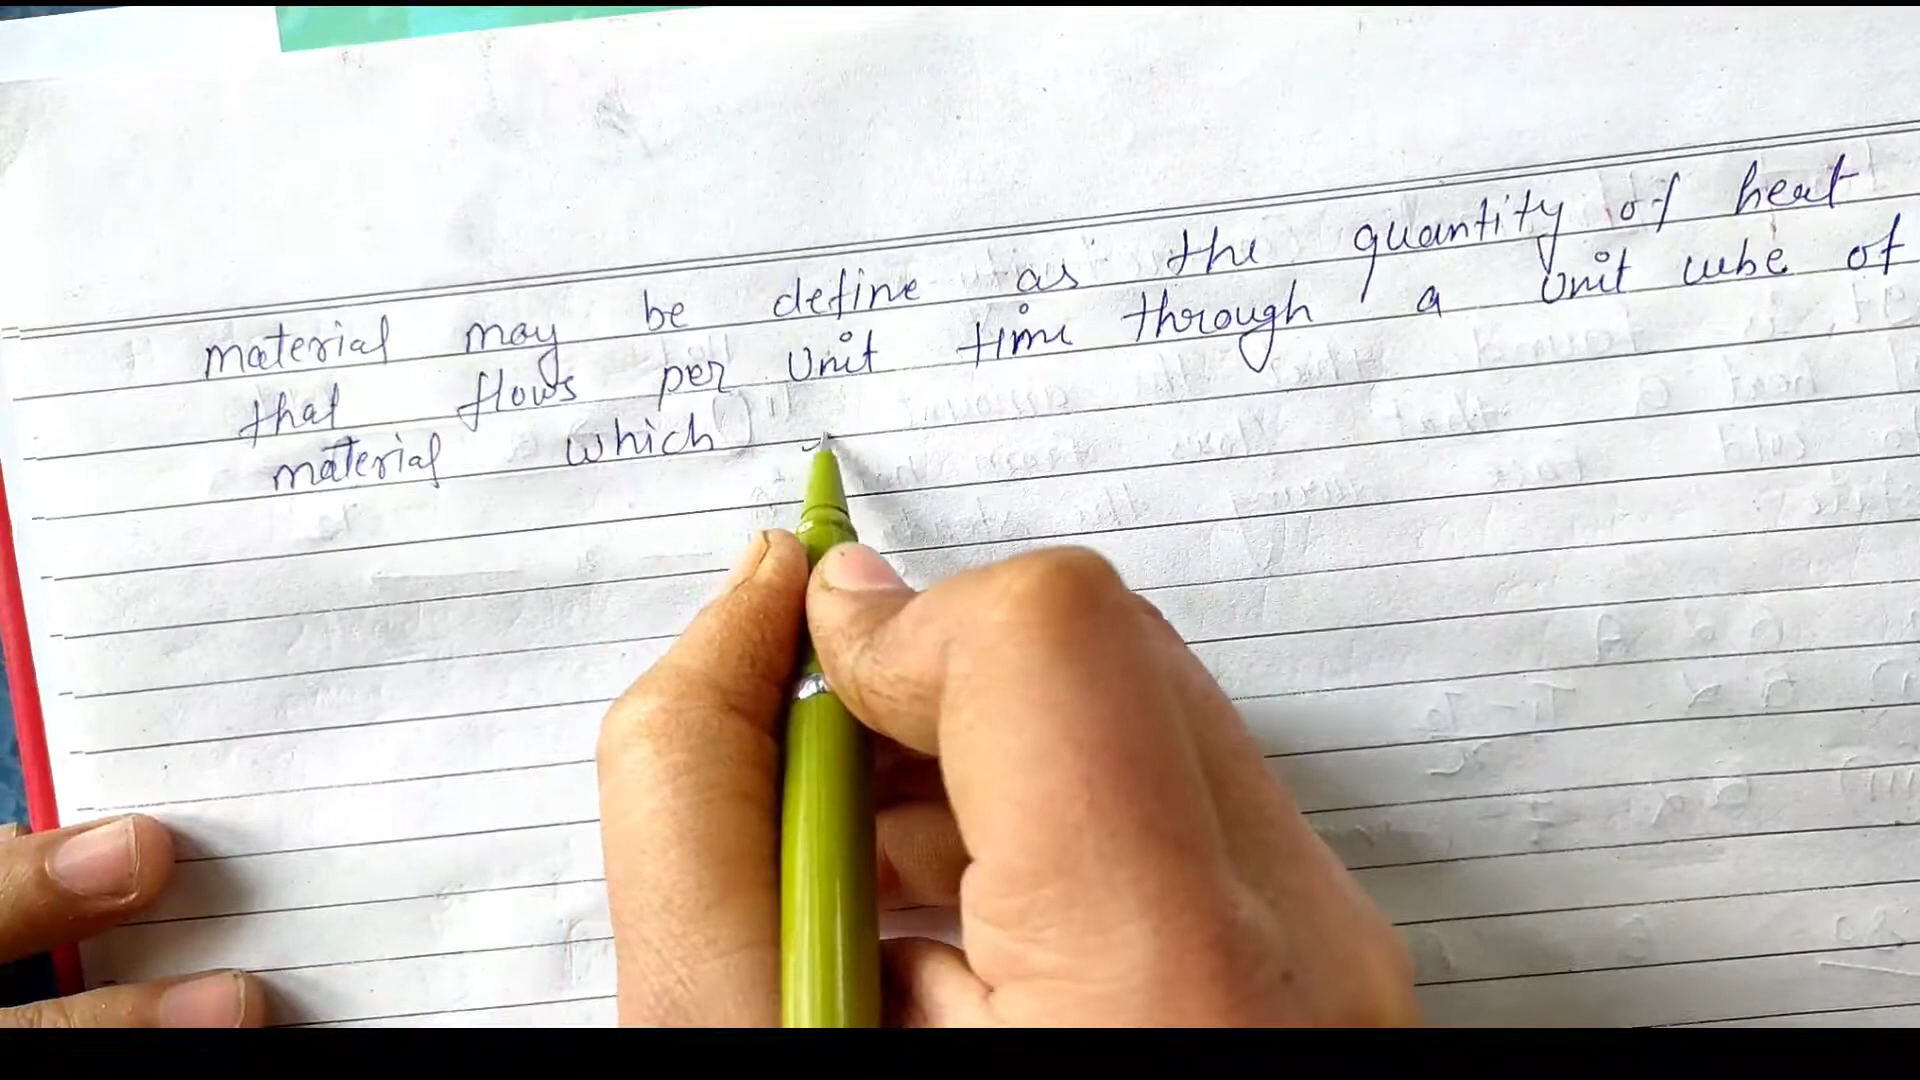 material may be define as the quantity of heat
that flows per unit time through a unit cube of
material which